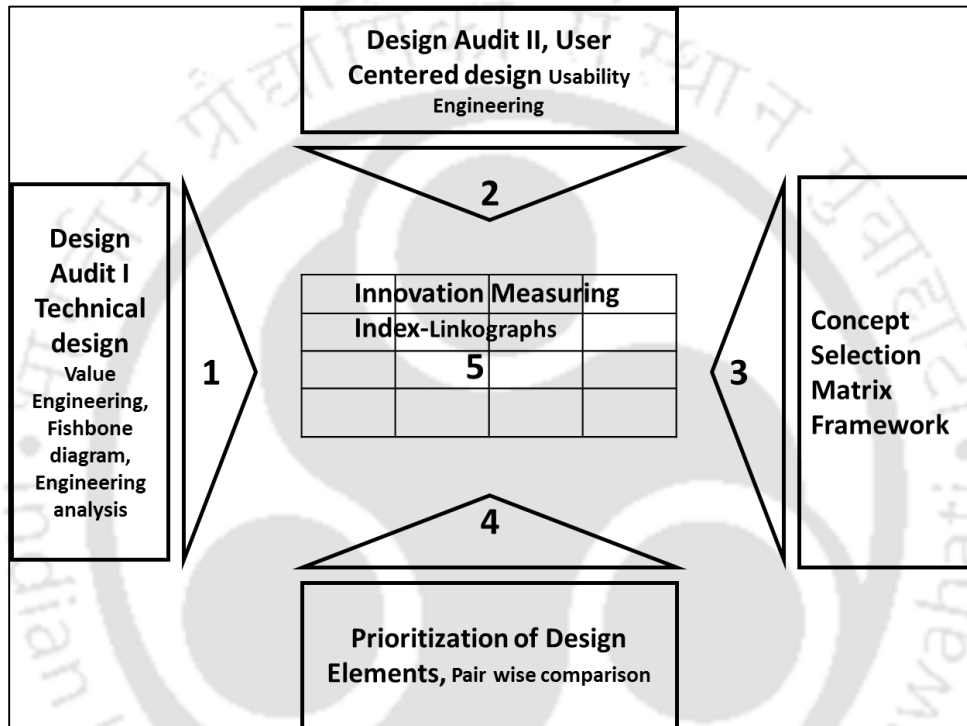 Design Audit II, User
Centered design Usability
Engineering
2
Design
Audit I
Technical
design
Value
Engineering,
Fishbone
diagram,
Engineering
analysis
1
Innovation Measuring
Index-Linkographs
5
3
Concept
Selection
Matrix
Framework
4
Prioritization of Design
Elements, Pair wise comparison
indian